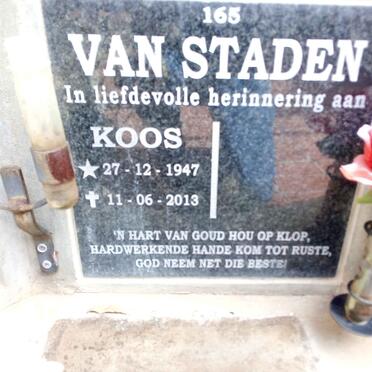 165
VAN STADEN
In liefdevolle herinnering aan
KOOS
27 - 12 - 1947
11 - 06 - 2013
'N HART VAN GOUD HOU OP KLOP,
HARDWERKENDE HANDE KOM TOT RUSTE,
GOD NEEM NET DIE BESTE!